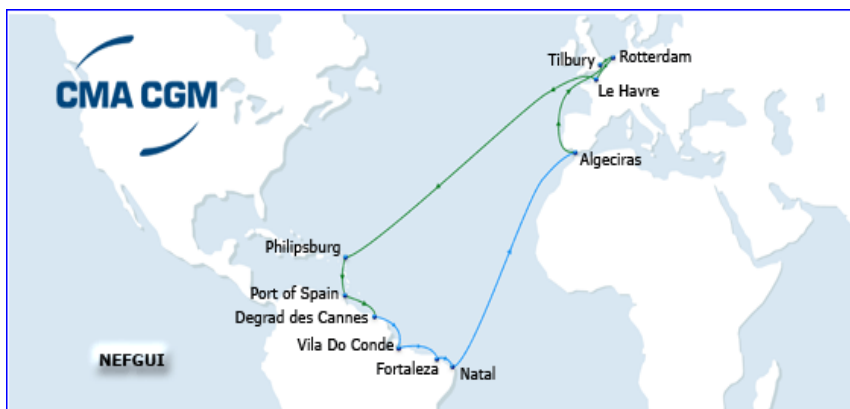 CMA CGM
Tilbury
Rotterdam
Le Havre
Algeciras
Philipsburg
Port of Spain
Degrad des Cannes
Vila Do Conde
Fortaleza
Natal
NEFGUI